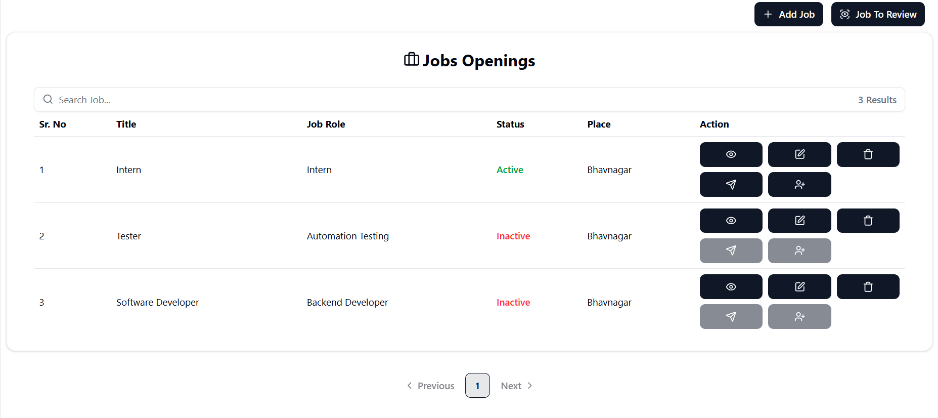 + Add Job Job To Review
Jobs Openings
Search Job... 3 Results
Sr. No Title Job Role Status Place Action
1 Intern Intern Active Bhavnagar
2 Tester Automation Testing Inactive Bhavnagar
3 Software Developer Backend Developer Inactive Bhavnagar
< Previous 1 Next >